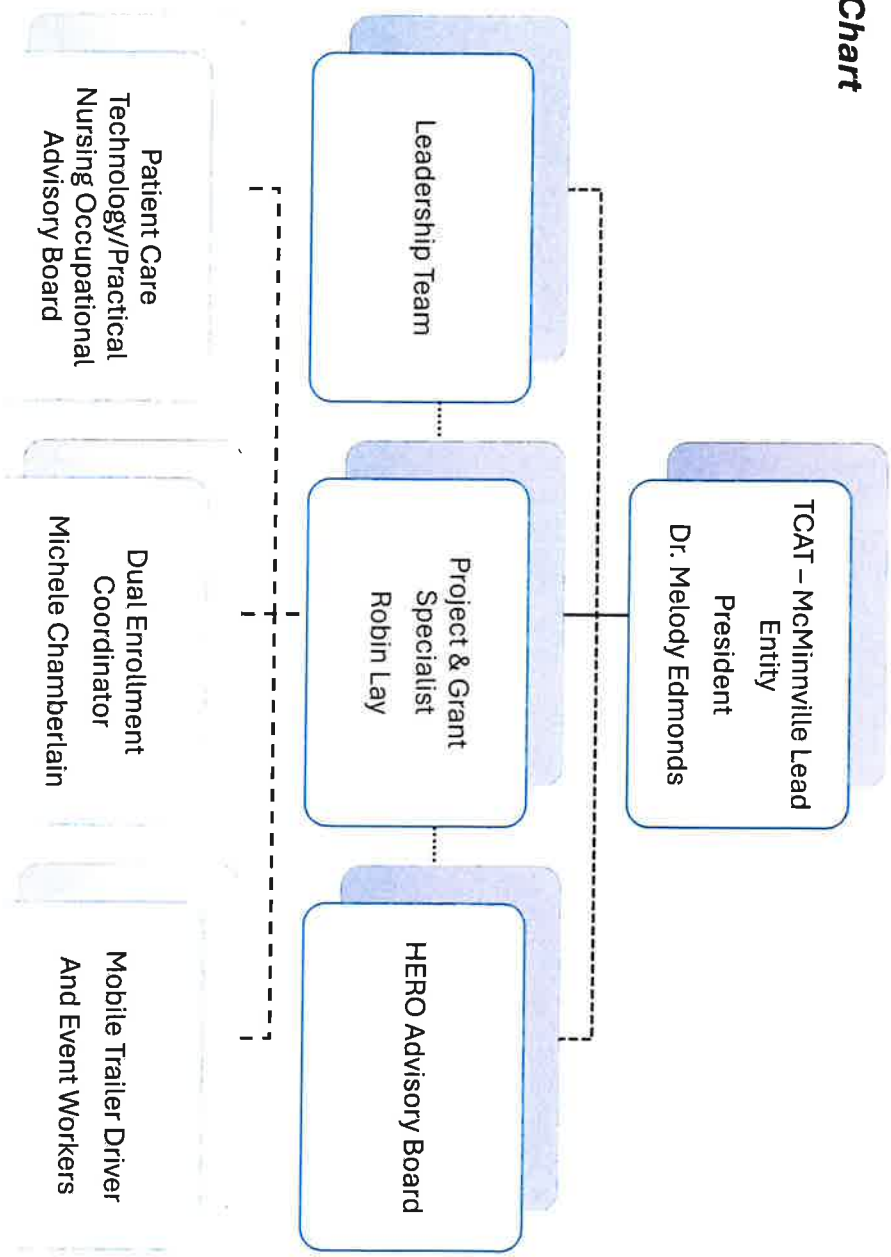 Chart
TCAT – McMinnville Lead
Entity
President
Dr. Melody Edmonds
Leadership Team
Project & Grant
Specialist
Robin Lay
HERO Advisory Board
Patient Care
Technology/Practical
Nursing Occupational
Advisory Board
Dual Enrollment
Coordinator
Michele Chamberlain
Mobile Trailer Driver
And Event Workers